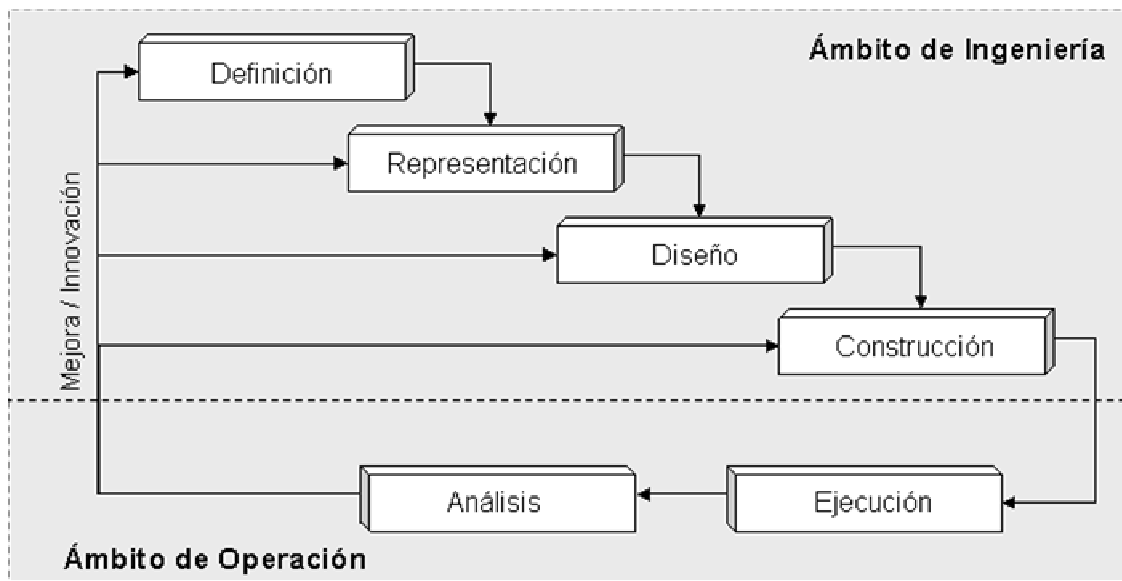 Ámbito de Ingeniería
Definición
Representación
Diseño
Construcción
Mejora / Innovación
Análisis
Ejecución
Ámbito de Operación